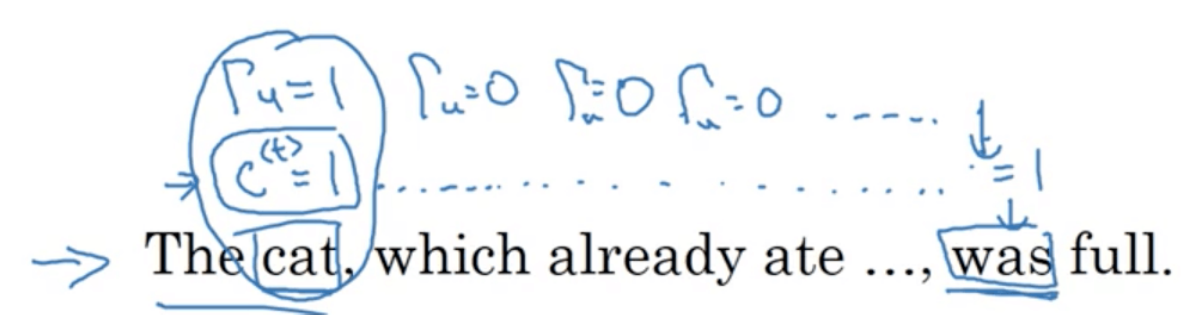 Γu=1 Γu=0 Γu=0 Γu=0 ......
c<t>=1 ........................ =1
The cat, which already ate ..., was full.